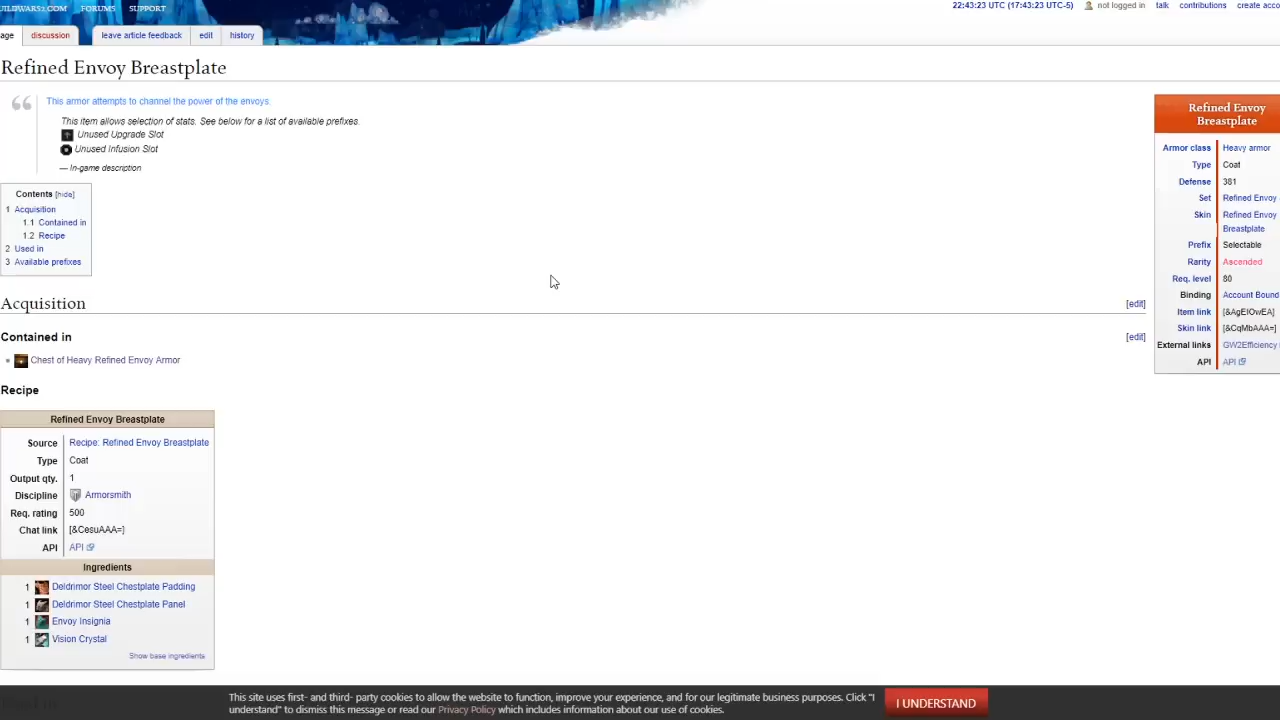 UILDWARS2.COM FORUMS SUPPORT
22:43:23 UTC (17:43:23 UTC-5) not logged in talk contributions create acco
age discussion leave article feedback edit history
Refined Envoy Breastplate
This armor attempts to channel the power of the envoys.
This item allows selection of stats. See below for a list of available prefixes.
Unused Upgrade Slot
Unused Infusion Slot
— In-game description
Contents [hide]
1 Acquisition
1.1 Contained in
1.2 Recipe
2 Used in
3 Available prefixes
Refined Envoy
Breastplate
Armor class Heavy armor
Type Coat
Defense 381
Set Refined Envoy
Skin Refined Envoy
Breastplate
Prefix Selectable
Rarity Ascended
Req. level 80
Binding Account Bound
Item link [&AgEIOwEA]
Skin link [&CqMbAAA=]
External links GW2Efficiency
API API
Acquisition [edit]
Contained in [edit]
Chest of Heavy Refined Envoy Armor
Recipe
Refined Envoy Breastplate
Source Recipe: Refined Envoy Breastplate
Type Coat
Output qty. 1
Discipline Armorsmith
Req. rating 500
Chat link [&CesuAAA=]
API API
Ingredients
1 Deldrimor Steel Chestplate Padding
1 Deldrimor Steel Chestplate Panel
1 Envoy Insignia
1 Vision Crystal
Show base ingredients
This site uses first- and third- party cookies to allow the website to function, improve your experience, and for our legitimate business purposes. Click "I
understand" to dismiss this message or read our Privacy Policy which includes information about our use of cookies.
I UNDERSTAND